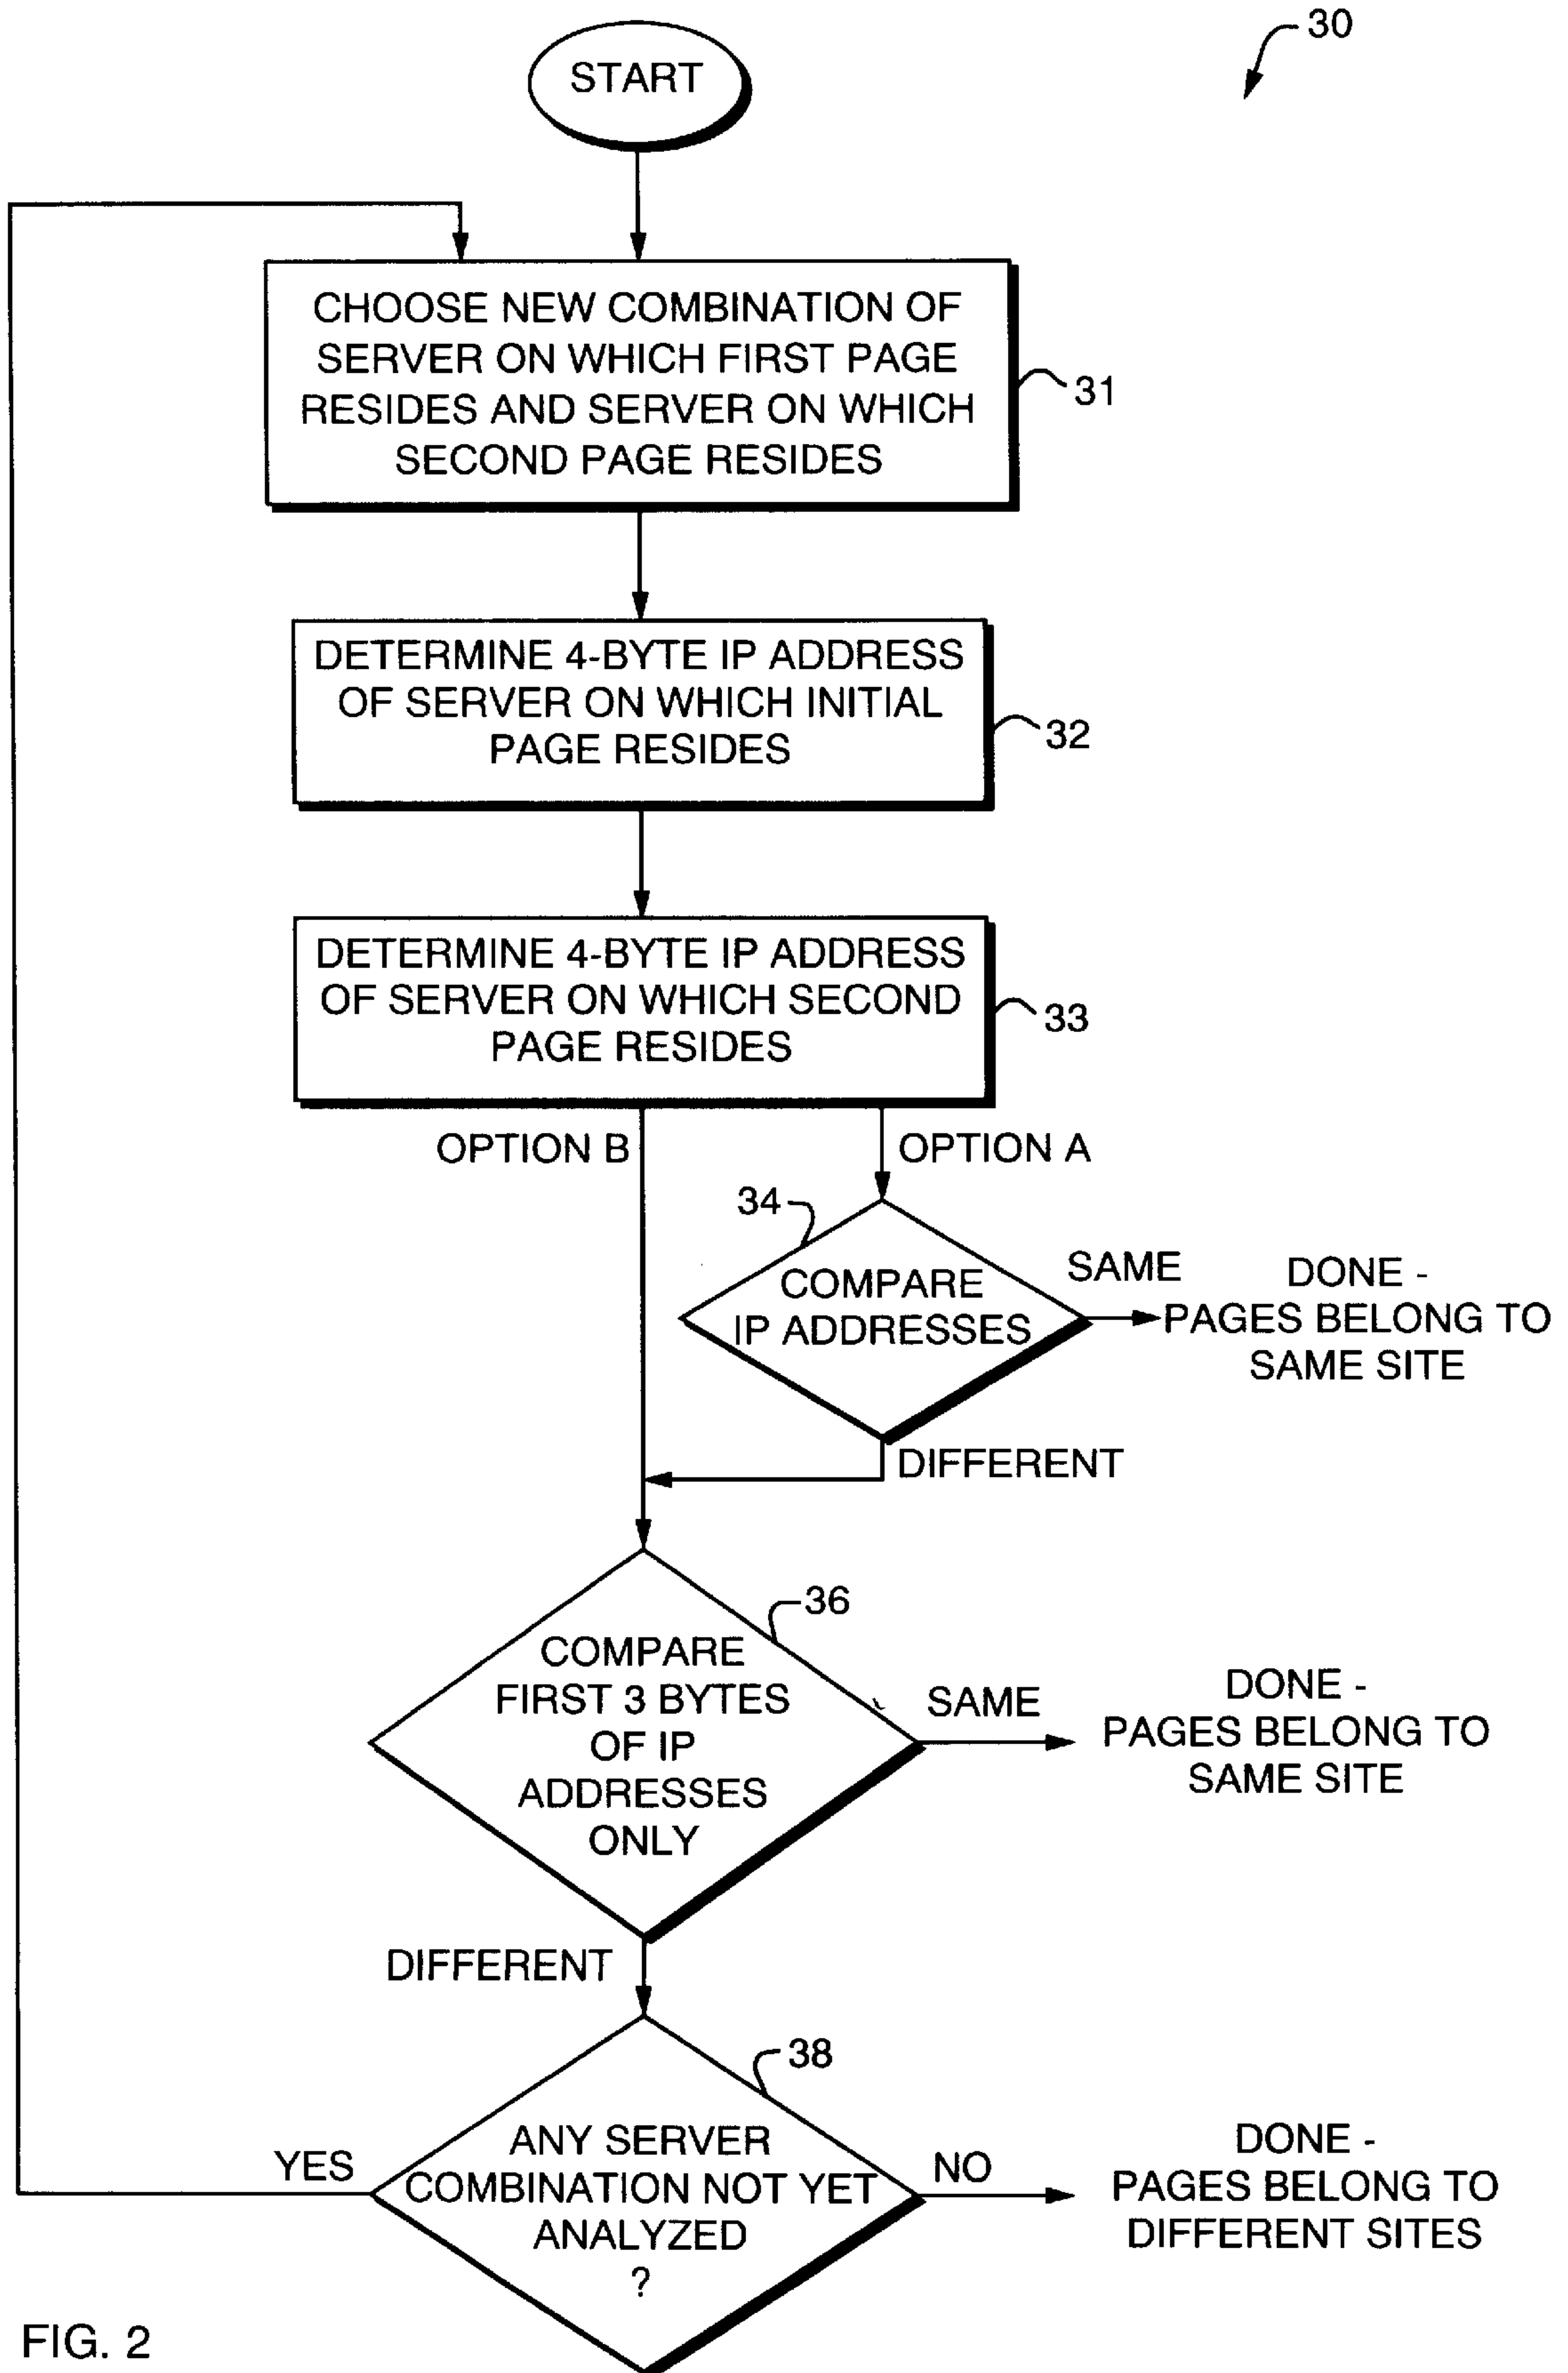 30
START
CHOOSE NEW COMBINATION OF
SERVER ON WHICH FIRST PAGE
RESIDES AND SERVER ON WHICH
SECOND PAGE RESIDES
31
DETERMINE 4-BYTE IP ADDRESS
OF SERVER ON WHICH INITIAL
PAGE RESIDES
32
DETERMINE 4-BYTE IP ADDRESS
OF SERVER ON WHICH SECOND
PAGE RESIDES
33
OPTION B
OPTION A
34
COMPARE
IP ADDRESSES
SAME
DONE -
PAGES BELONG TO
SAME SITE
DIFFERENT
36
COMPARE
FIRST 3 BYTES
OF IP
ADDRESSES
ONLY
SAME
DONE -
PAGES BELONG TO
SAME SITE
DIFFERENT
38
ANY SERVER
COMBINATION NOT YET
ANALYZED
?
YES
NO
DONE -
PAGES BELONG TO
DIFFERENT SITES
FIG. 2